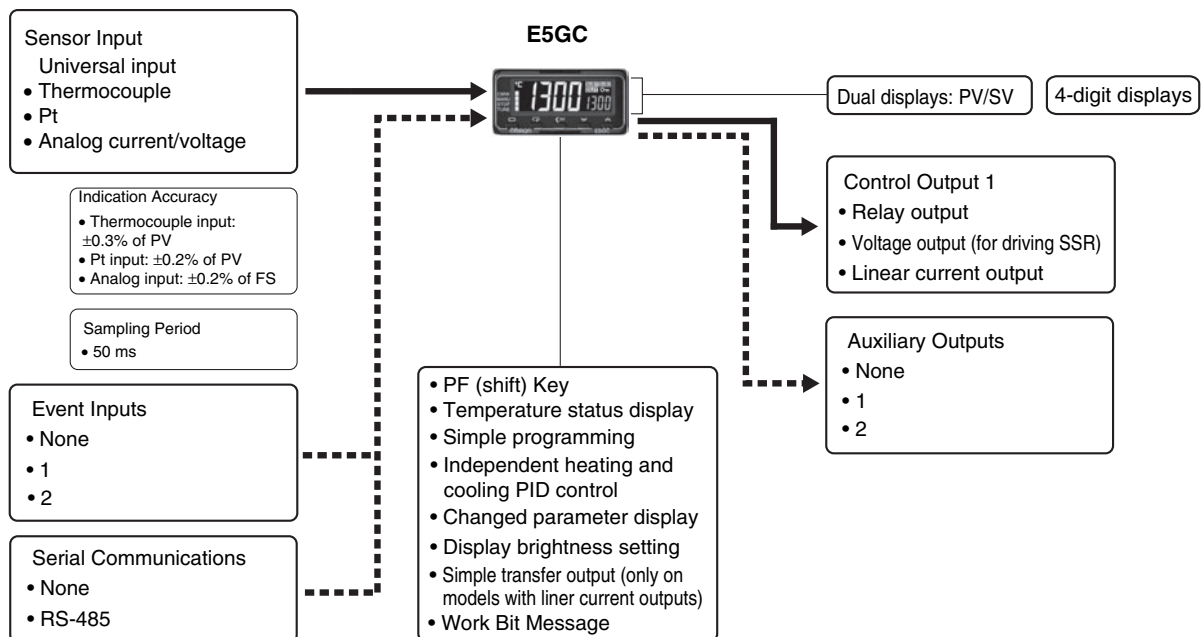 E5GC
Sensor Input
Universal input
• Thermocouple
• Pt
• Analog current/voltage
Indication Accuracy
• Thermocouple input:
±0.3% of PV
• Pt input: ±0.2% of PV
• Analog input: ±0.2% of FS
Sampling Period
• 50 ms
Event Inputs
• None
• 1
• 2
Serial Communications
• None
• RS-485
°C
1300
1300
OMRON
E5GC
• PF (shift) Key
• Temperature status display
• Simple programming
• Independent heating and
cooling PID control
• Changed parameter display
• Display brightness setting
• Simple transfer output (only on
models with liner current outputs)
• Work Bit Message
Dual displays: PV/SV
4-digit displays
Control Output 1
• Relay output
• Voltage output (for driving SSR)
• Linear current output
Auxiliary Outputs
• None
• 1
• 2